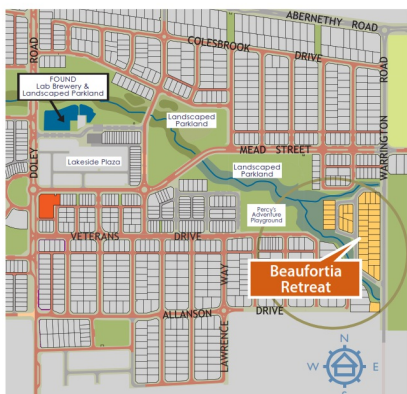 ABERNETHY ROAD
COLESBROOK DRIVE
ROAD
FOUND
Lab Brewery &
Landscaped Parkland
Landscaped
Parkland
WARRINGTON ROAD
MEAD STREET
Lakeside Plaza
Landscaped
Parkland
DOLEY
Percy's
Adventure
Playground
VETERANS DRIVE
Beaufortia
Retreat
WAY
ALLANSON DRIVE
LAWRENCE
N
W E
S